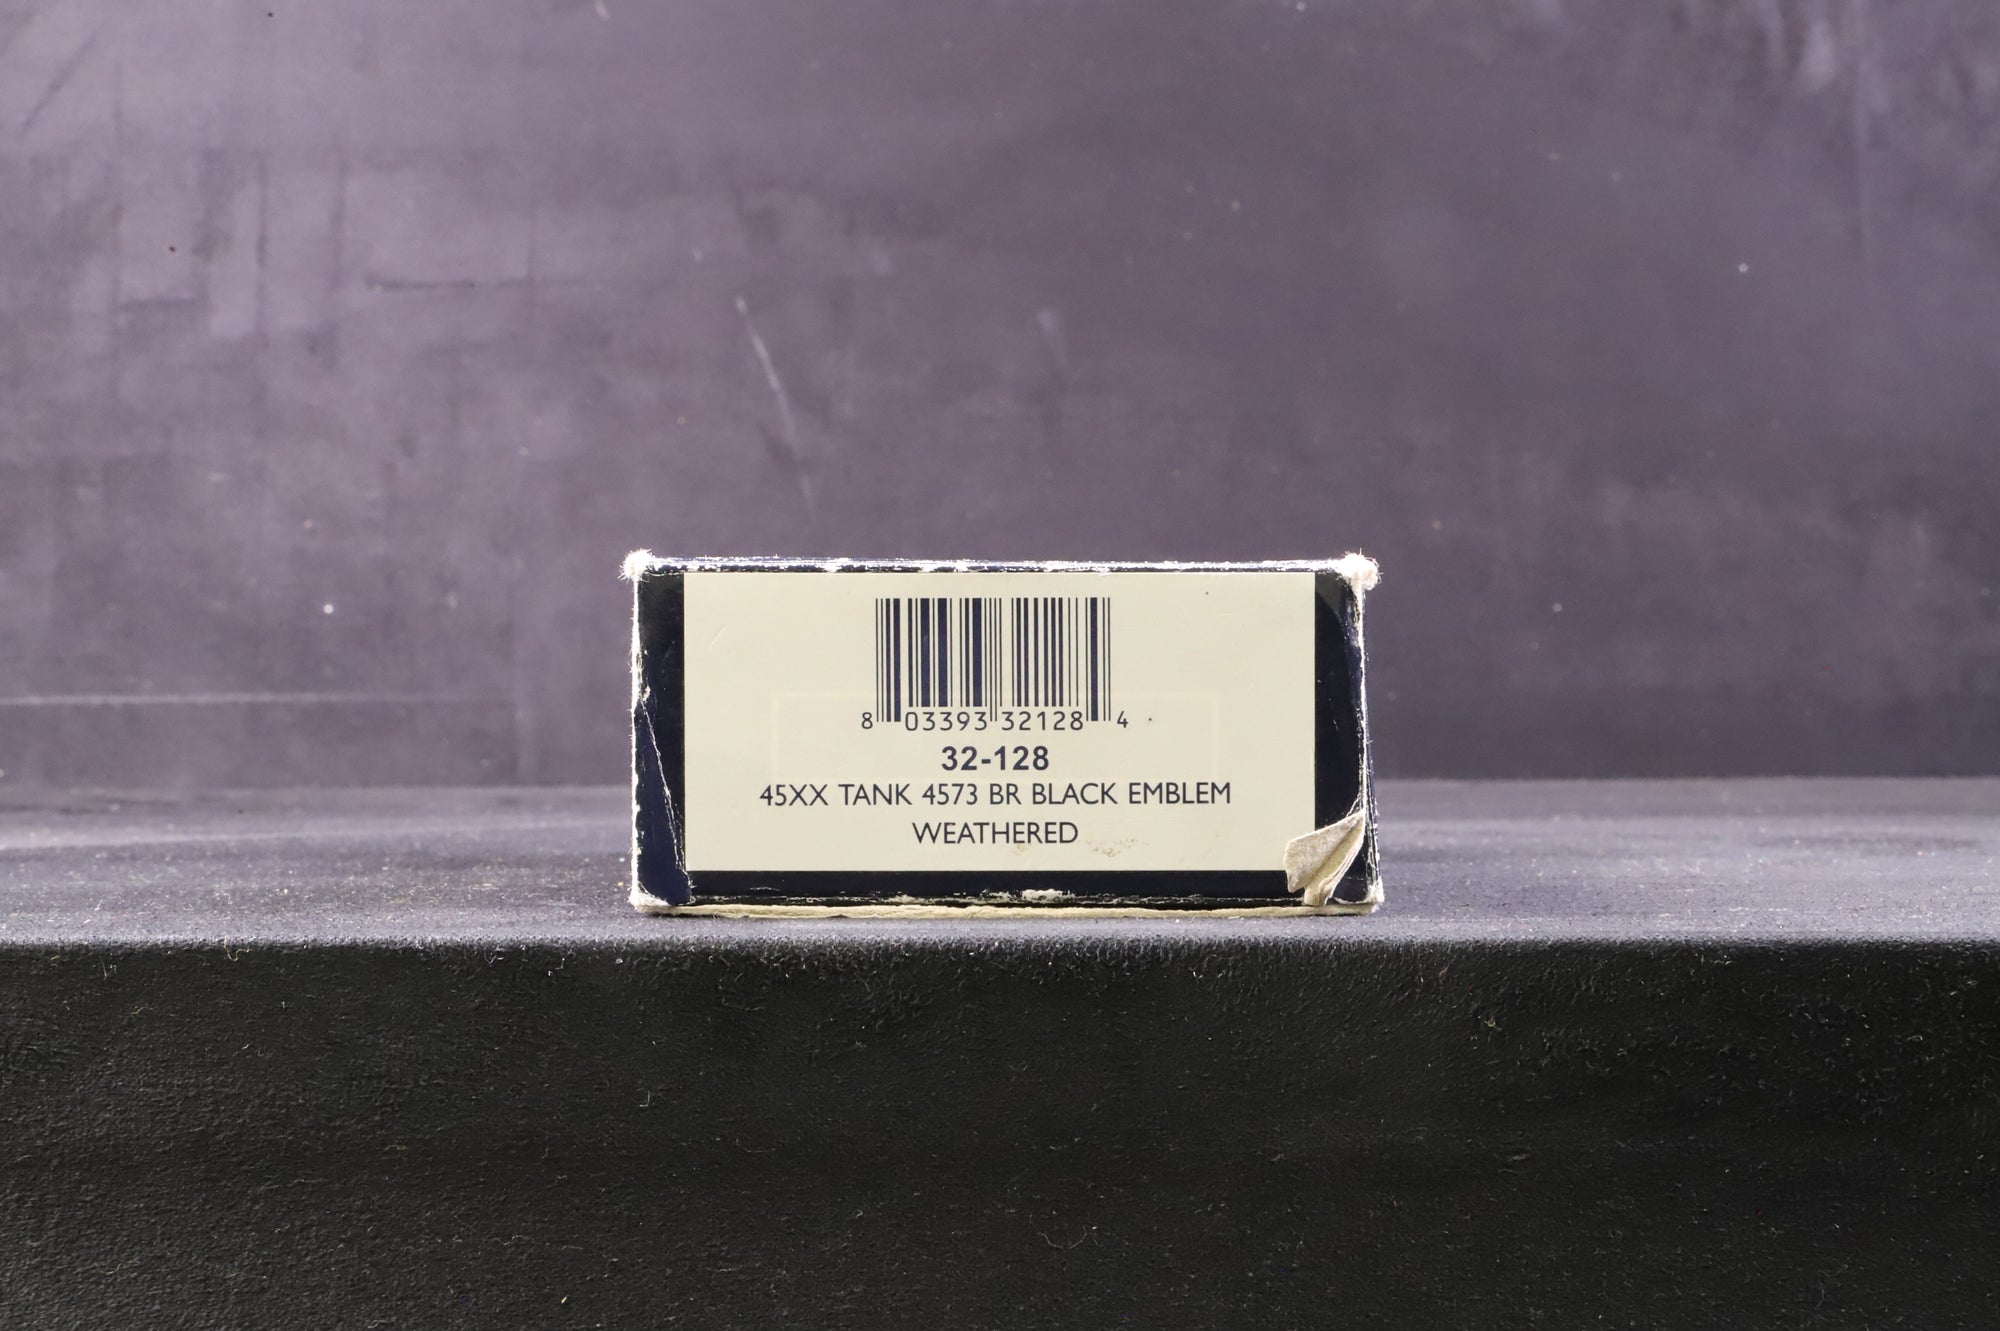 8 03393 32128 4
32-128
45XX TANK 4573 BR BLACK EMBLEM
WEATHERED